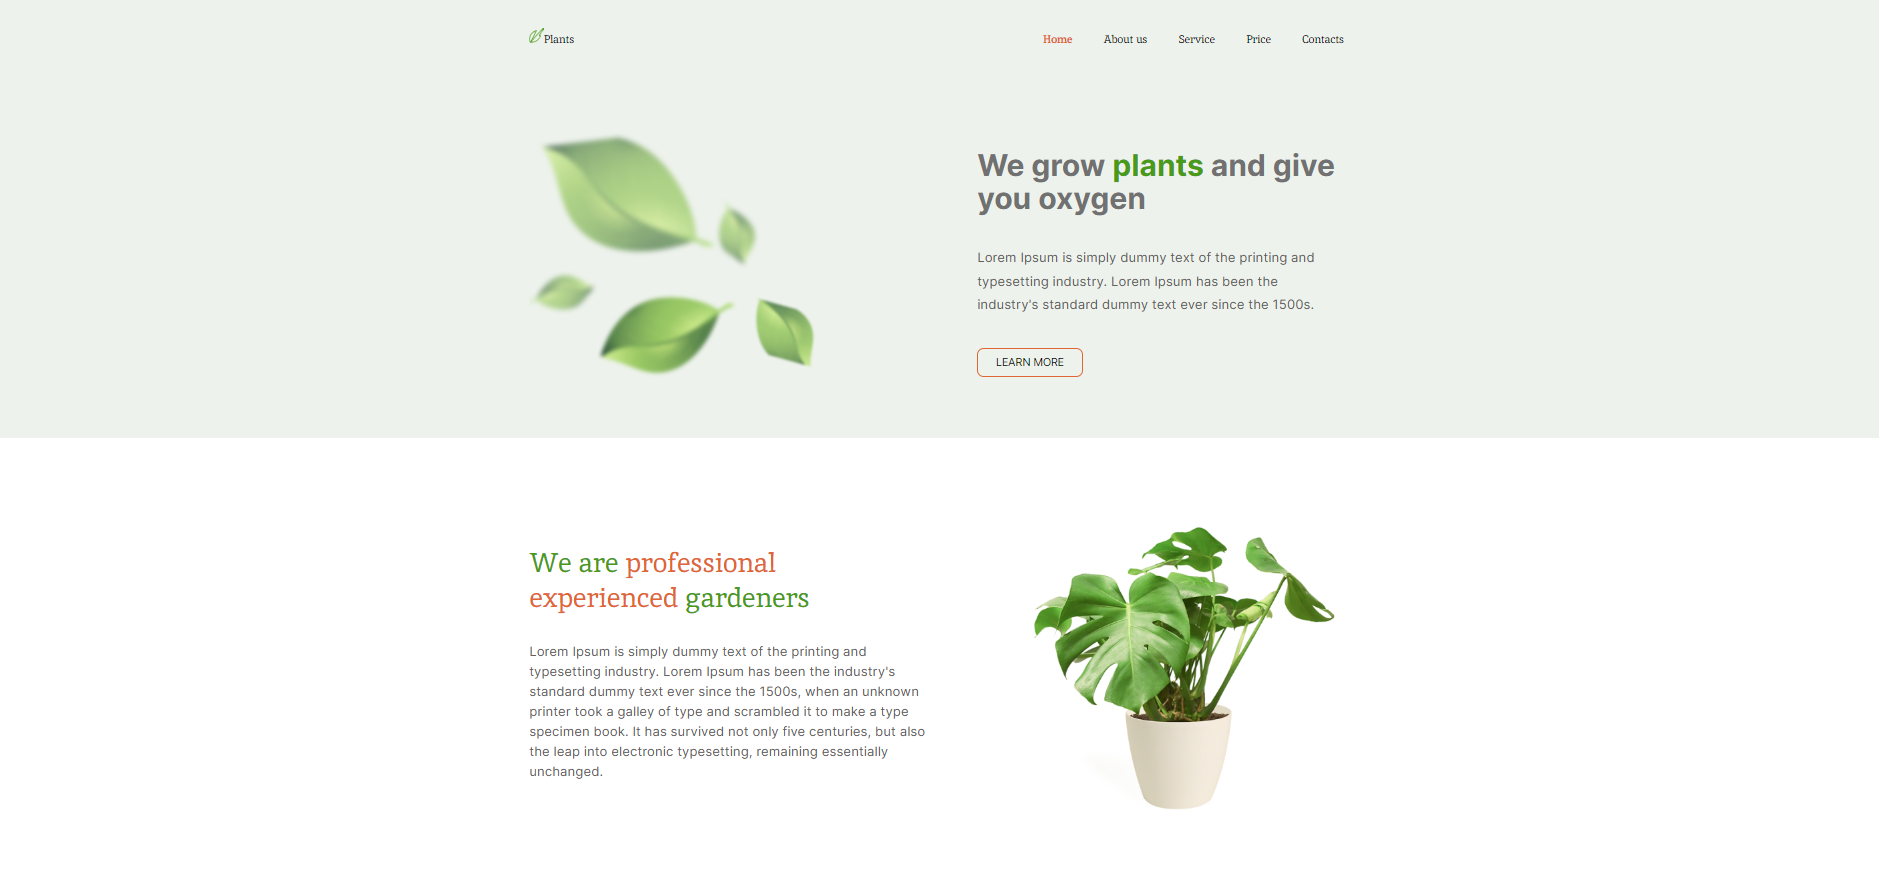 Plants
Home About us Service Price Contacts
We grow plants and give
you oxygen
Lorem Ipsum is simply dummy text of the printing and
typesetting industry. Lorem Ipsum has been the
industry's standard dummy text ever since the 1500s.
LEARN MORE
We are professional
experienced gardeners
Lorem Ipsum is simply dummy text of the printing and
typesetting industry. Lorem Ipsum has been the industry's
standard dummy text ever since the 1500s, when an unknown
printer took a galley of type and scrambled it to make a type
specimen book. It has survived not only five centuries, but also
the leap into electronic typesetting, remaining essentially
unchanged.